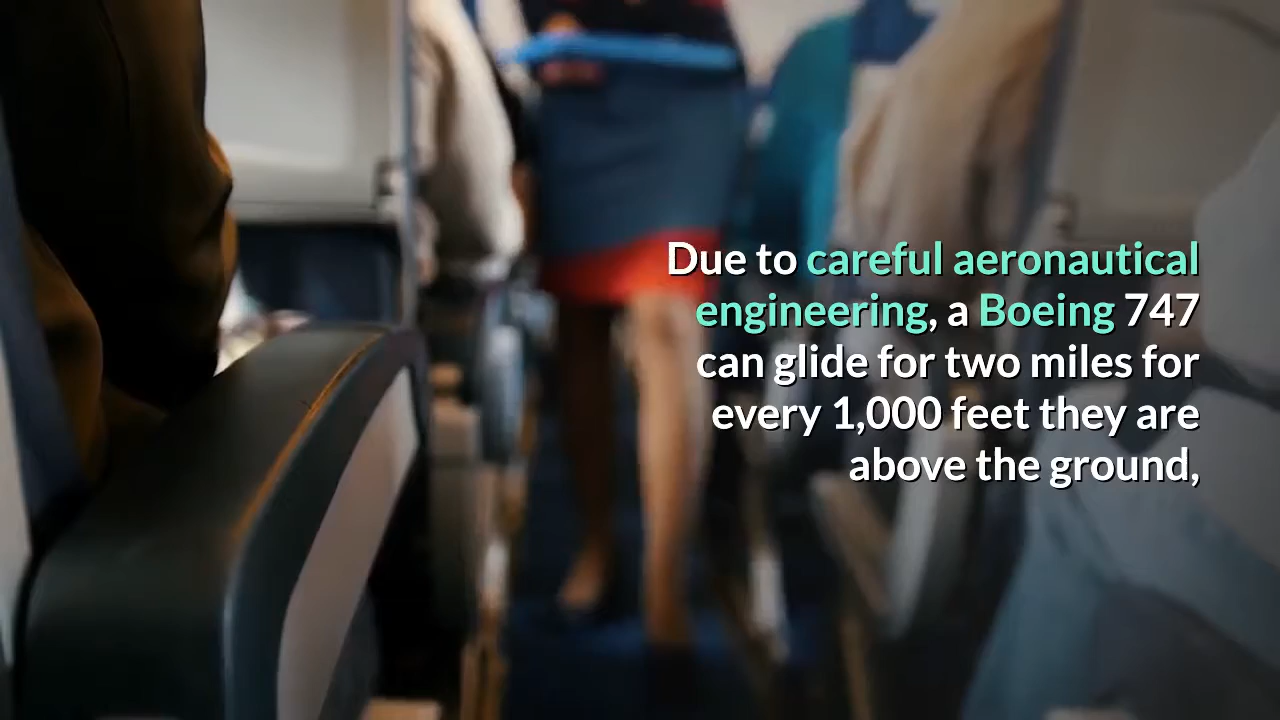 Due to careful aeronautical
engineering, a Boeing 747
can glide for two miles for
every 1,000 feet they are
above the ground,